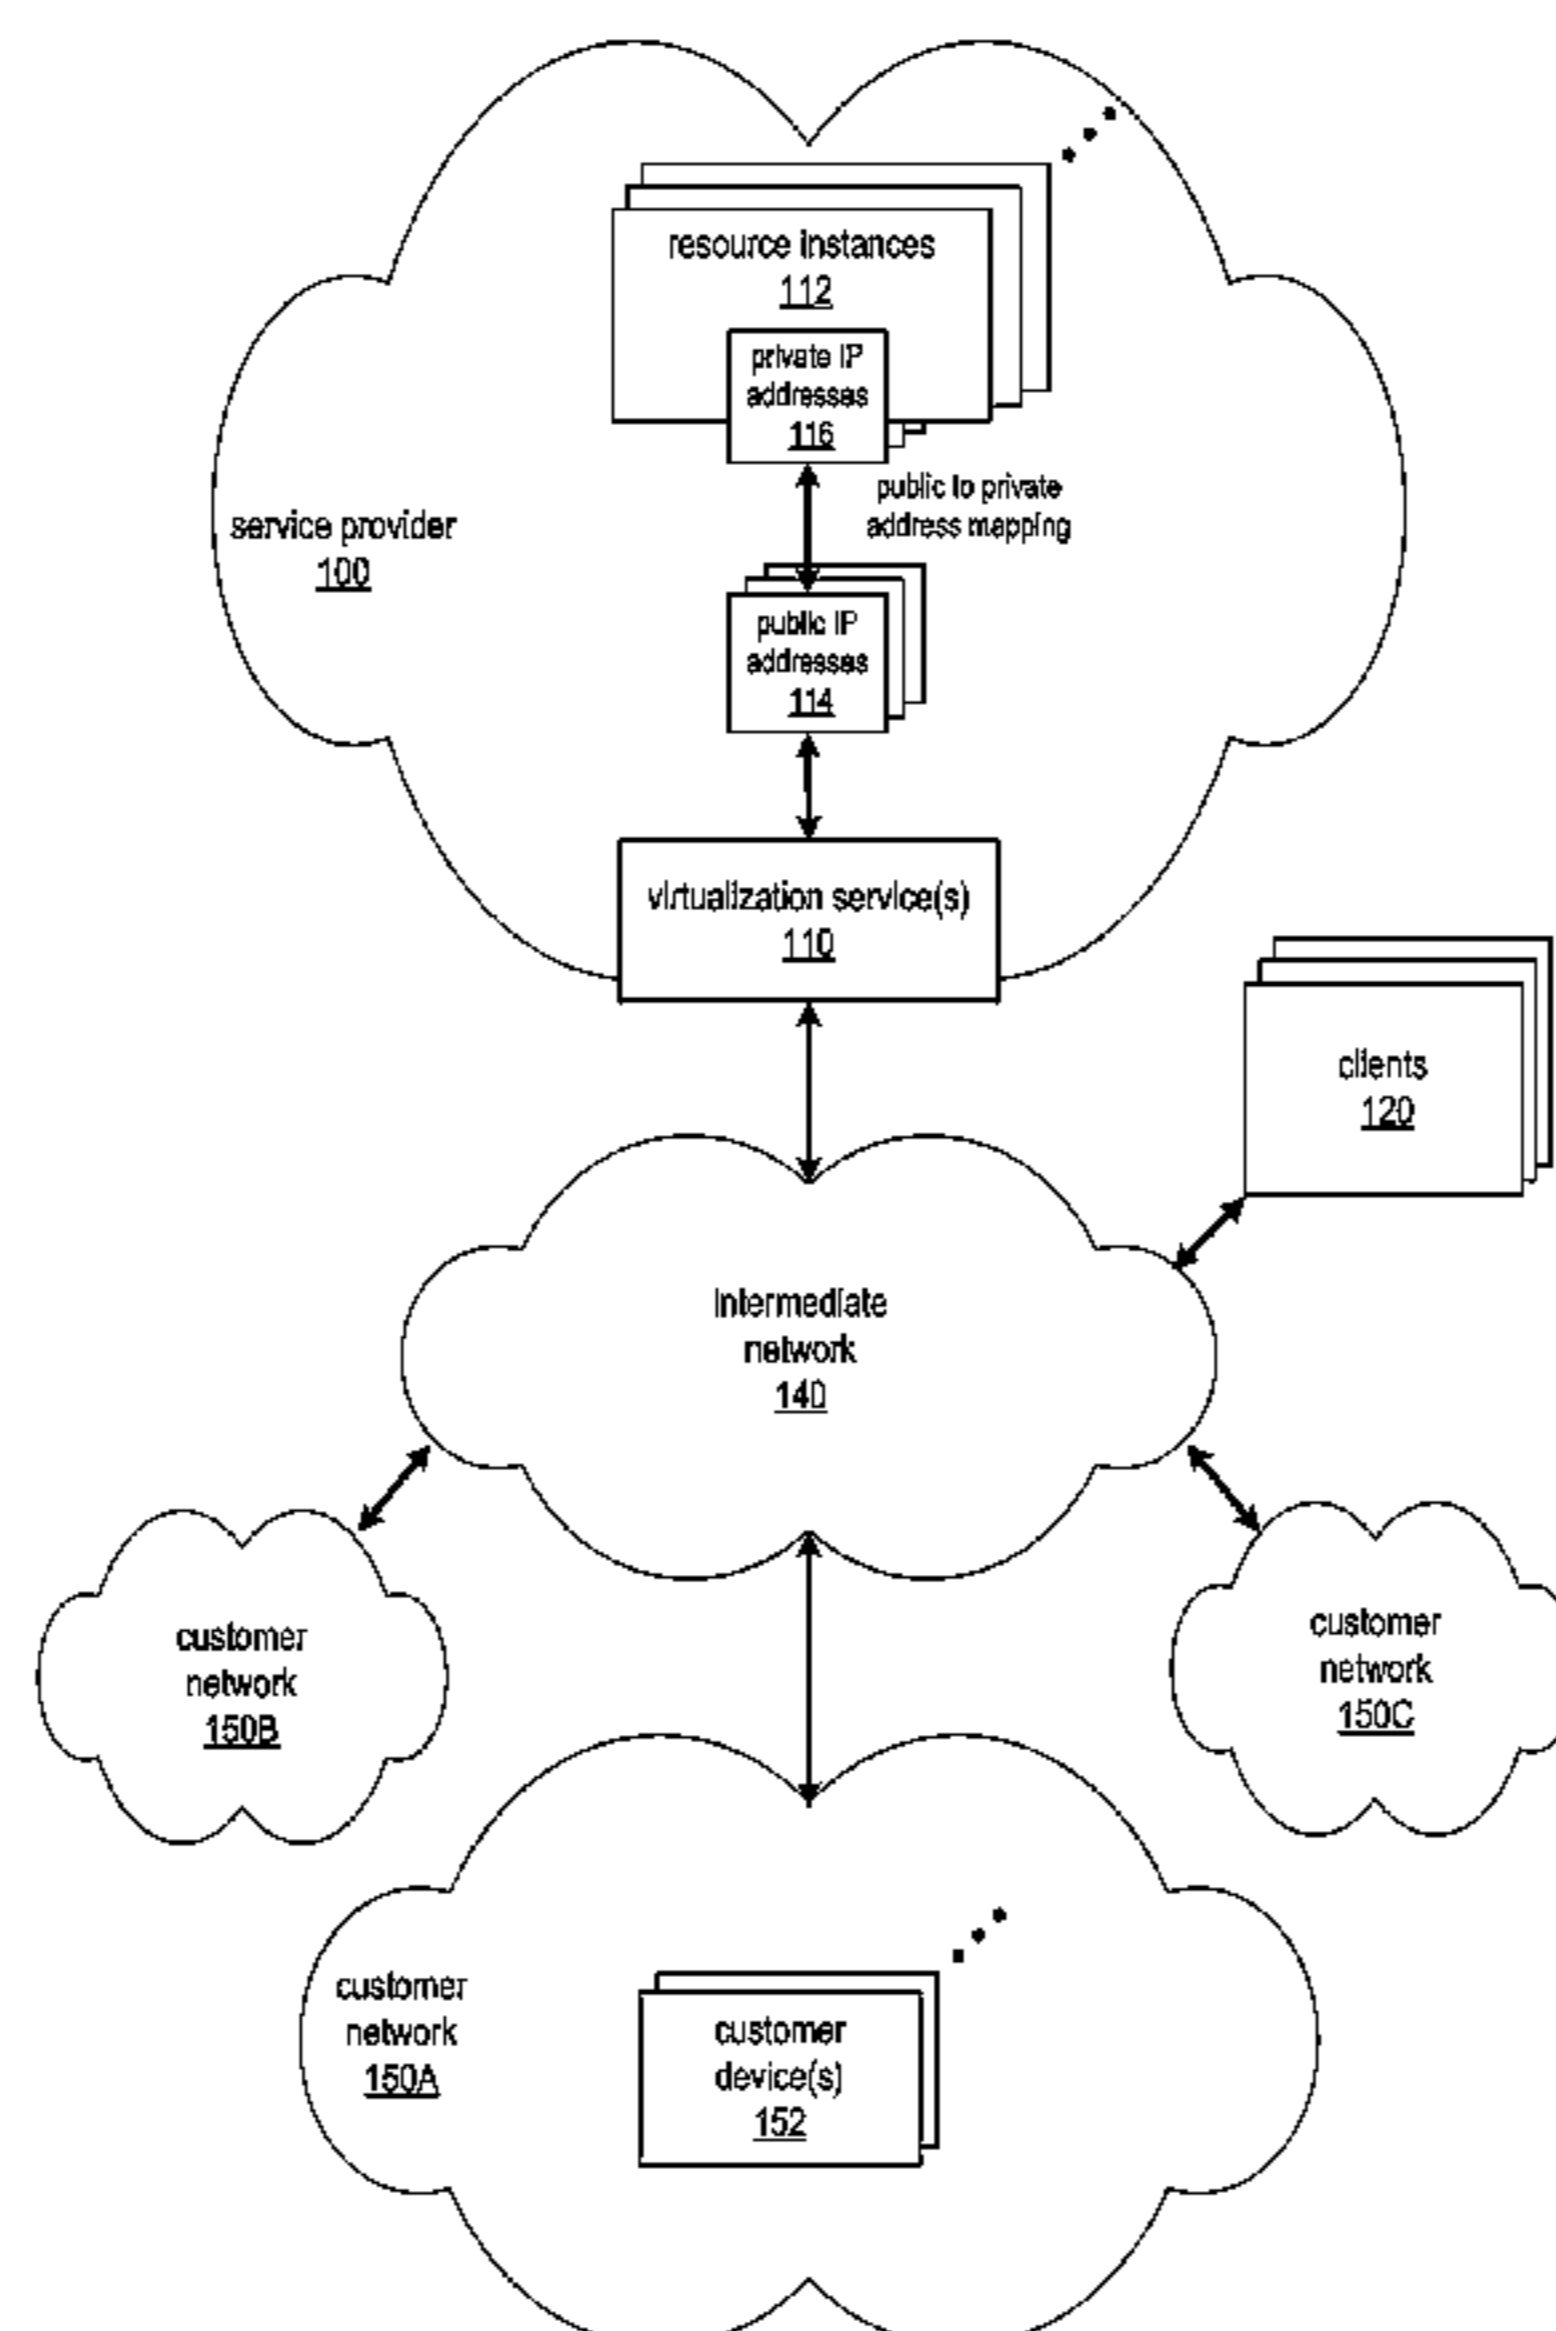 resource instances
112
private IP
addresses
116
public to private
address mapping
service provider
100
public IP
addresses
114
virtualization service(s)
110
clients
120
intermediate
network
140
customer
network
150B
customer
network
150C
customer
network
150A
customer
device(s)
152